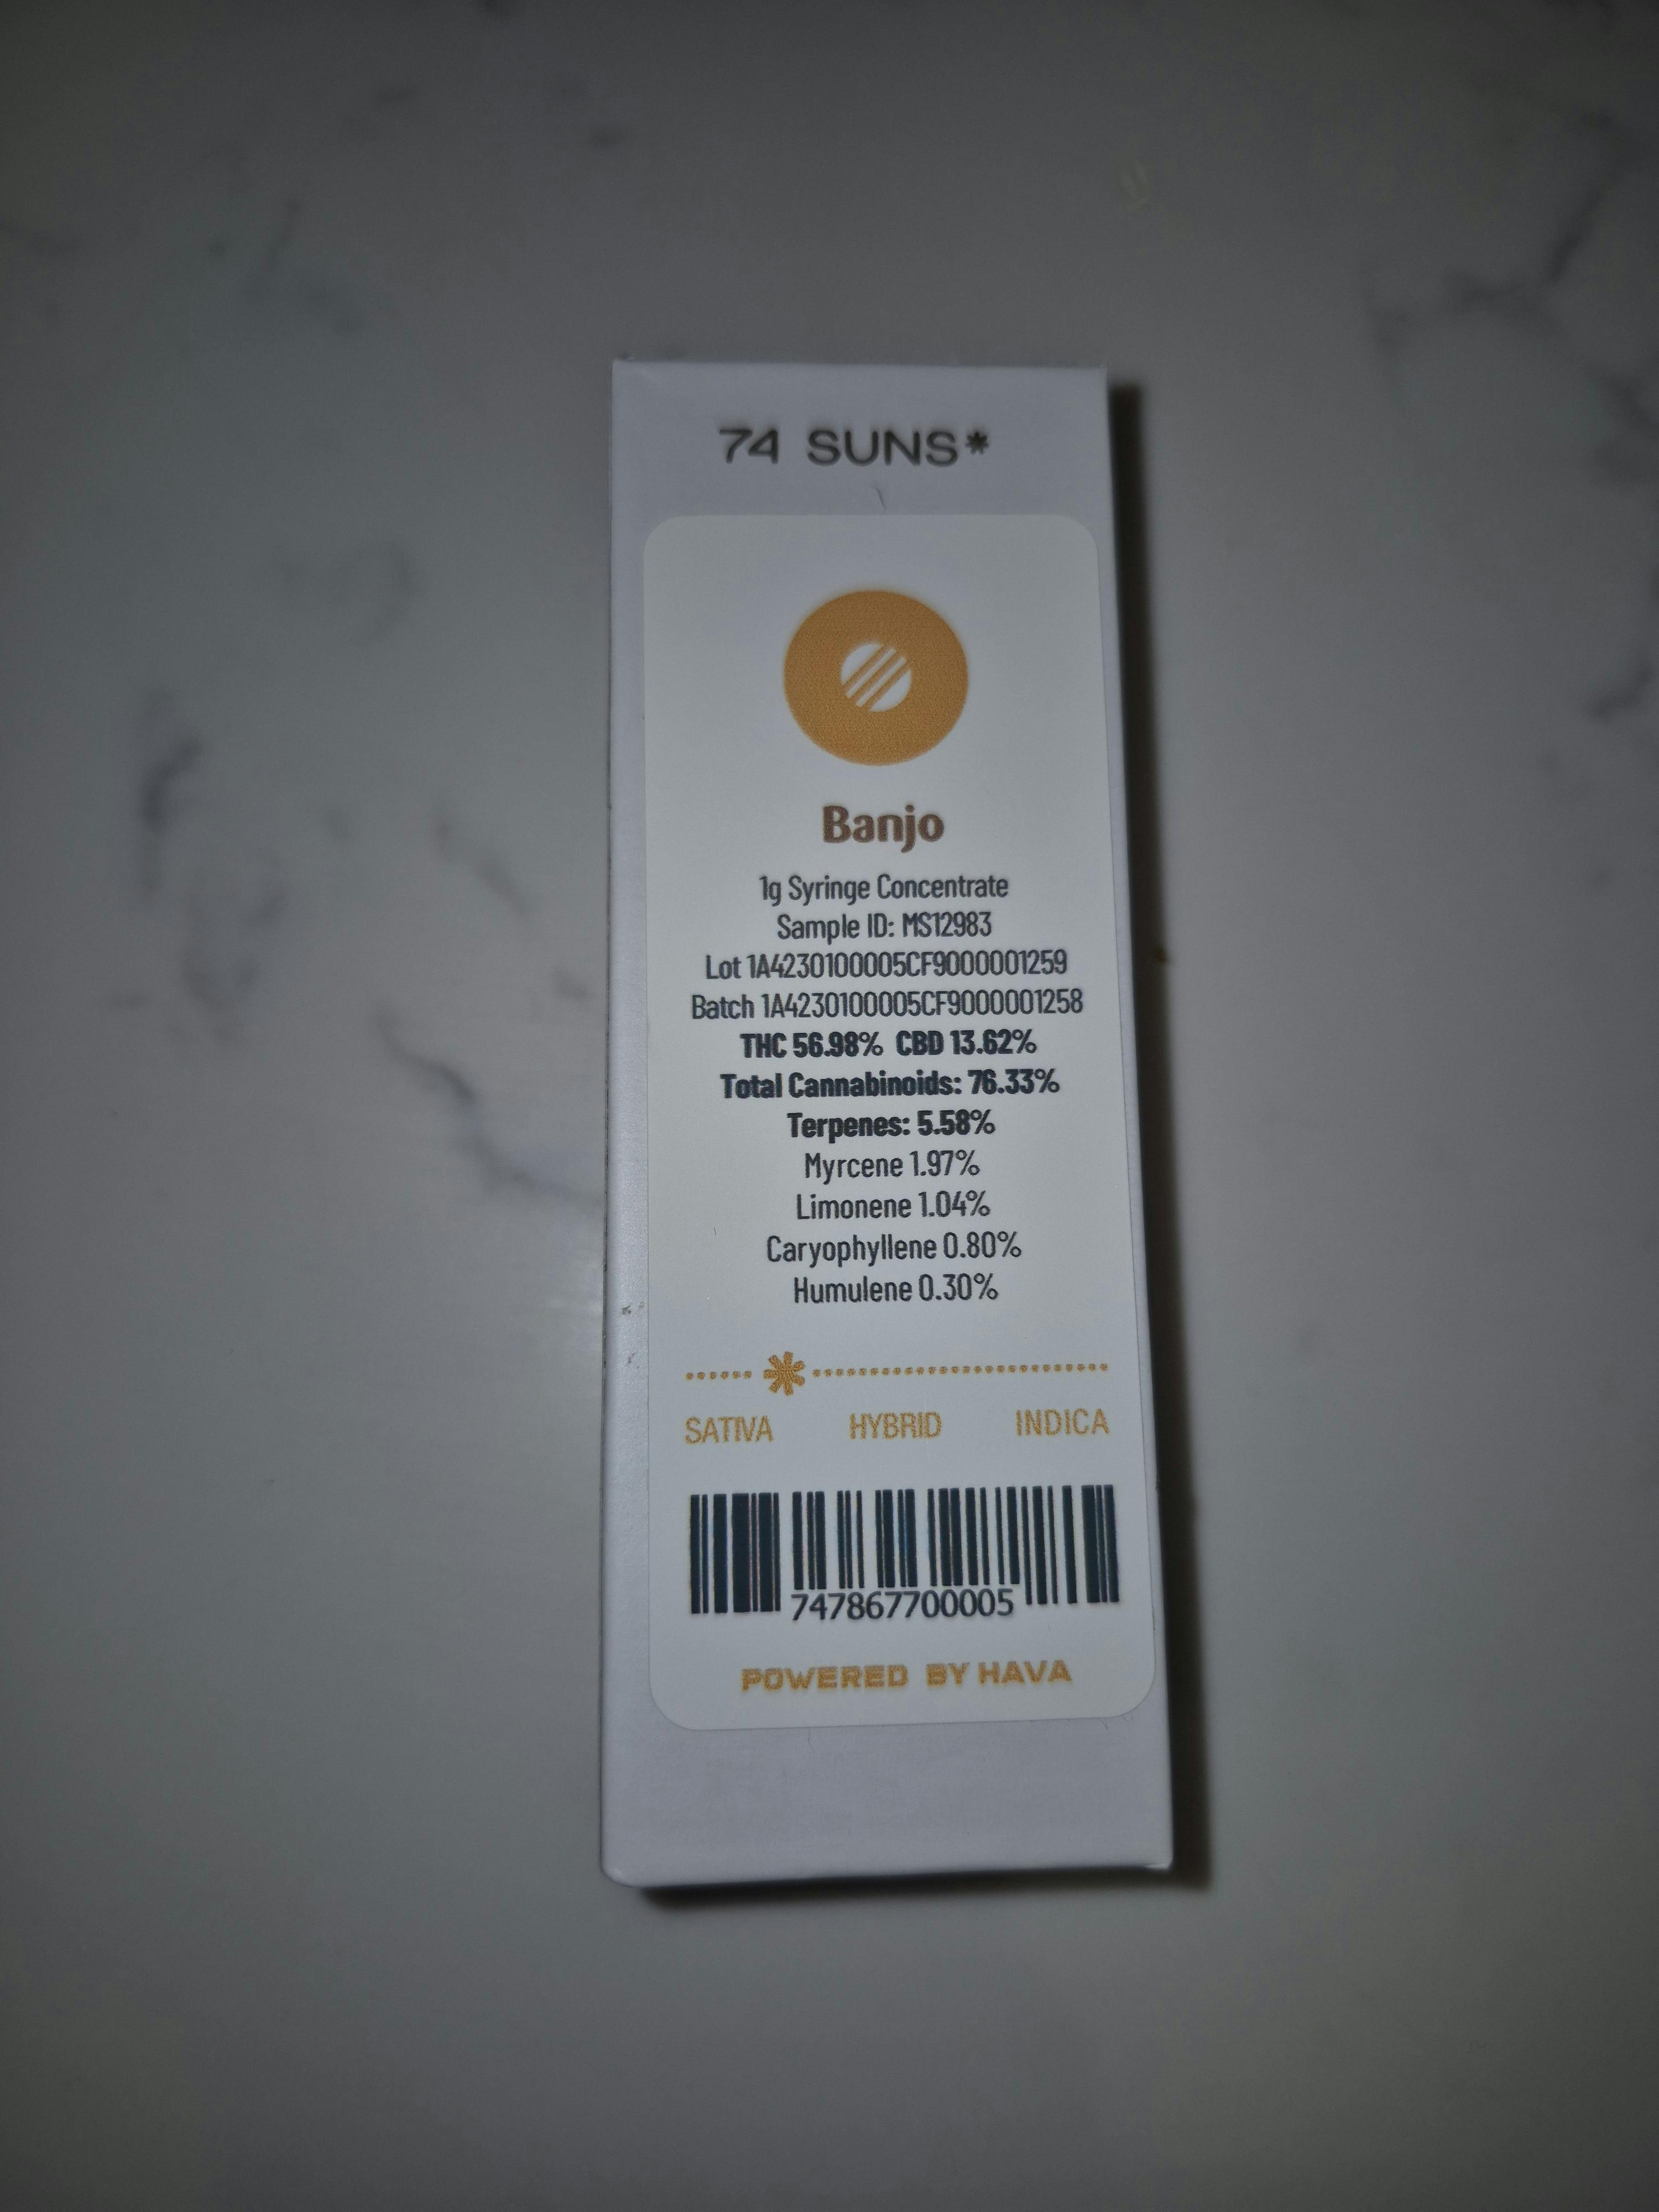 74 SUNS*
Banjo
1g Syringe Concentrate
Sample ID: MS12983
Lot 1A4230100005CF9000001259
Batch 1A4230100005CF9000001258
THC 56.98% CBD 13.62%
Total Cannabinoids: 76.33%
Terpenes: 5.58%
Myrcene 1.97%
Limonene 1.04%
Caryophyllene 0.80%
Humulene 0.30%
SATIVA HYBRID INDICA
747867700005
POWERED BY HAVA